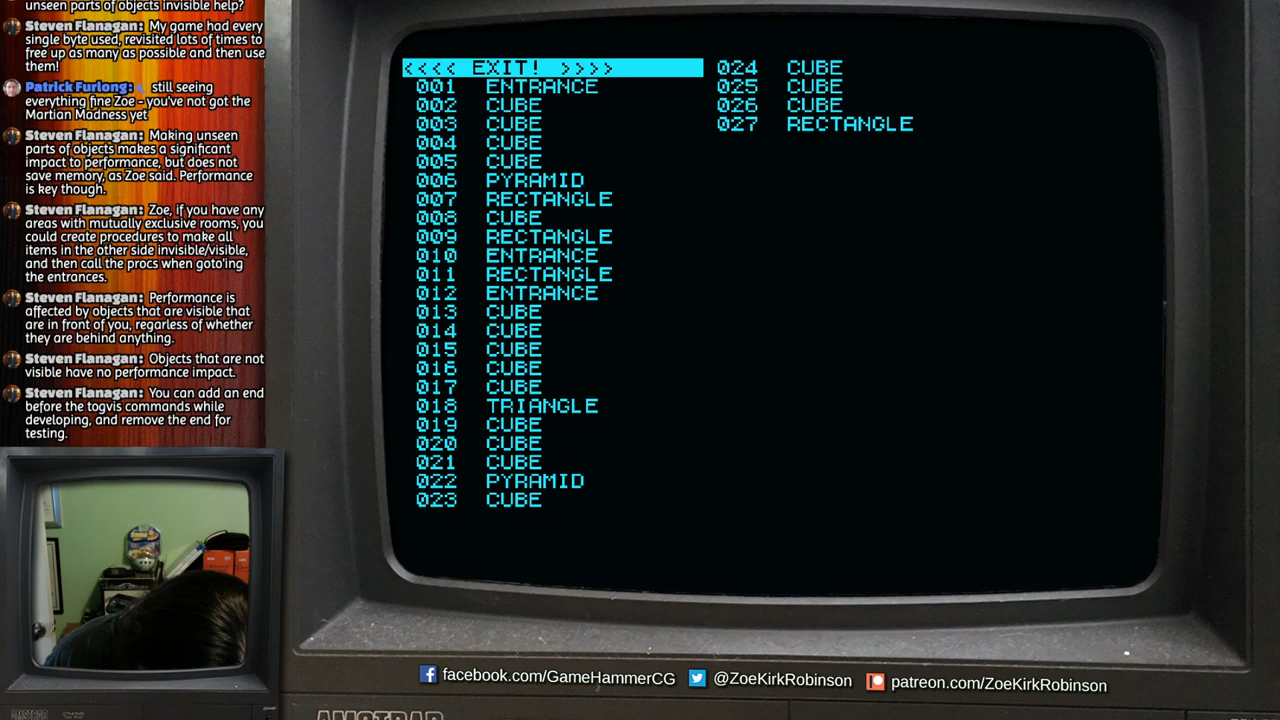 unseen parts of objects invisible help?
Steven Flanagan: My game had every
single byte used, revisited lots of times to
free up as many as possible and then use
them!
Patrick Furlong: still seeing
everything fine Zoe - you've not got the
Martian Madness yet
Steven Flanagan: Making unseen
parts of objects makes a significant
impact to performance, but does not
save memory, as Zoe said. Performance
is key though.
Steven Flanagan: Zoe, if you have any
areas with mutually exclusive rooms, you
could create procedures to make all
items in the other side invisible/visible,
and then call the procs when goto'ing
the entrances.
Steven Flanagan: Performance is
affected by objects that are visible that
are in front of you, regarless of whether
they are behind anything.
Steven Flanagan: Objects that are not
visible have no performance impact.
Steven Flanagan: You can add an end
before the togvis commands while
developing, and remove the end for
testing.
<<<< EXIT! >>>>
001 ENTRANCE
002 CUBE
003 CUBE
004 CUBE
005 CUBE
006 PYRAMID
007 RECTANGLE
008 CUBE
009 RECTANGLE
010 ENTRANCE
011 RECTANGLE
012 ENTRANCE
013 CUBE
014 CUBE
015 CUBE
016 CUBE
017 CUBE
018 TRIANGLE
019 CUBE
020 CUBE
021 CUBE
022 PYRAMID
023 CUBE
024 CUBE
025 CUBE
026 CUBE
027 RECTANGLE
facebook.com/GameHammerCG
@ZoeKirkRobinson
patreon.com/ZoeKirkRobinson
AMSTRAD